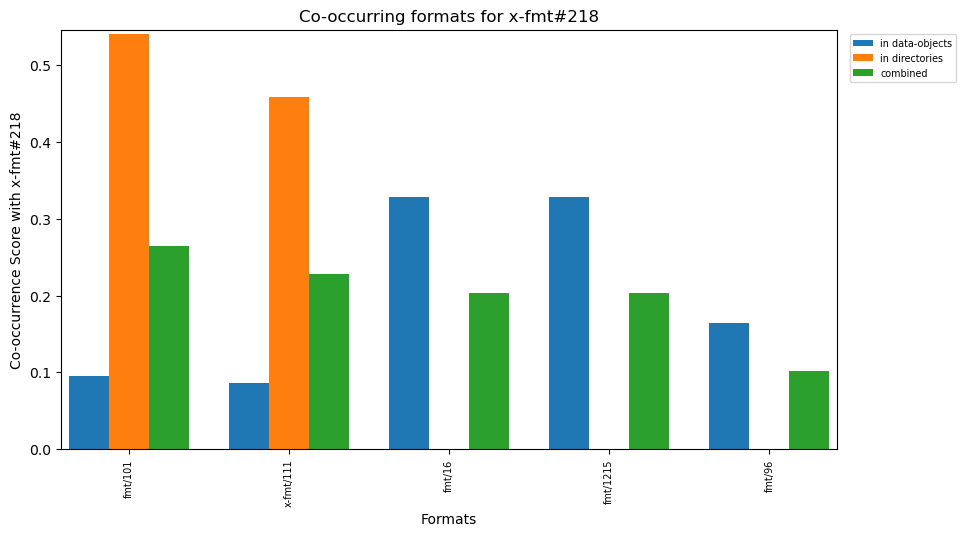 Co-occurring formats for x-fmt#218
in data-objects
in directories
combined
Co-occurrence Score with x-fmt#218
0.5
0.4
0.3
0.2
0.1
0.0
fmt/101
x-fmt/111
fmt/16
fmt/1215
fmt/96
Formats